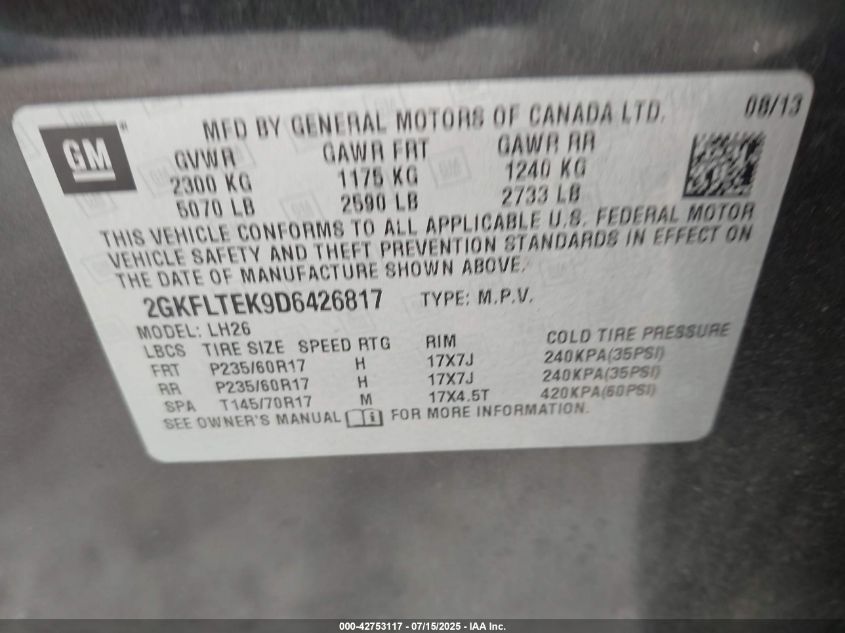 GM
MFD BY GENERAL MOTORS OF CANADA LTD. 08/13
GVWR GAWR FRT GAWR RR
2300 KG 1175 KG 1240 KG
5070 LB 2590 LB 2733 LB
THIS VEHICLE CONFORMS TO ALL APPLICABLE U.S. FEDERAL MOTOR
VEHICLE SAFETY AND THEFT PREVENTION STANDARDS IN EFFECT ON
THE DATE OF MANUFACTURE SHOWN ABOVE.
2GKFLTEK9D6426817 TYPE: M.P.V.
MODEL: LH26
LBCS TIRE SIZE SPEED RTG RIM COLD TIRE PRESSURE
FRT P235/60R17 H 17X7J 240KPA(35PSI)
RR P235/60R17 H 17X7J 240KPA(35PSI)
SPA T145/70R17 M 17X4.5T 420KPA(60PSI)
SEE OWNER'S MANUAL FOR MORE INFORMATION.
000-42753117 - 07/15/2025 - IAA Inc.